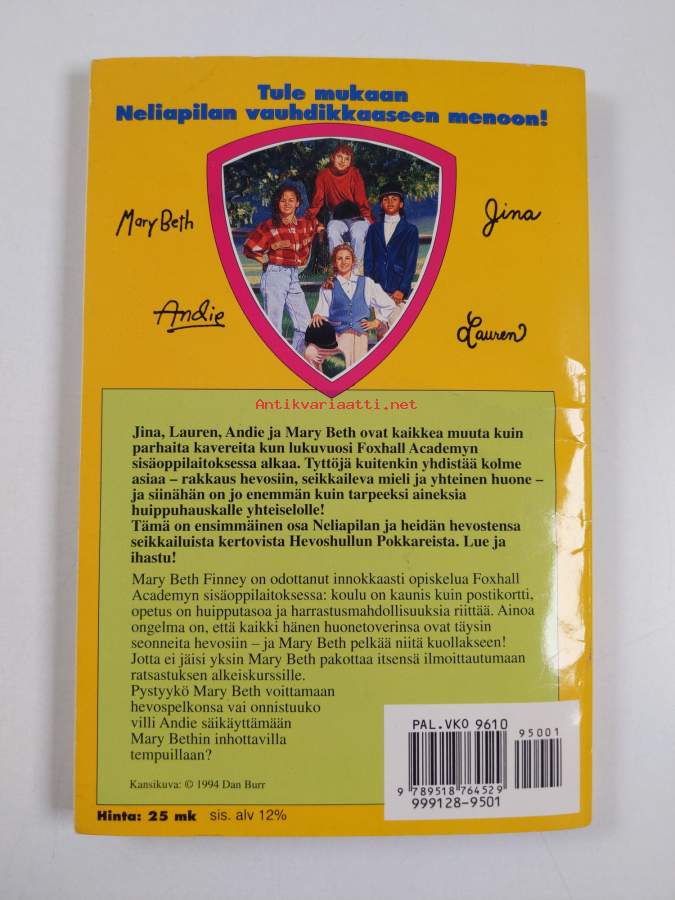 Tule mukaan
Neliapilan vauhdikkaaseen menoon!
Mary Beth
Jina
Andie
Lauren
Antikvariaatti.net
Jina, Lauren, Andie ja Mary Beth ovat kaikkea muuta kuin
parhaita kavereita kun lukuvuosi Foxhall Academyn
sisäoppilaitoksessa alkaa. Tyttöjä kuitenkin yhdistää kolme
asiaa – rakkaus hevosiin, seikkaileva mieli ja yhteinen huone –
ja siinähän on jo enemmän kuin tarpeeksi aineksia
huippuhauskalle yhteiselolle!
Tämä on ensimmäinen osa Neliapilan ja heidän hevostensa
seikkailuista kertovista Hevoshullun Pokkareista. Lue ja
ihastu!
Mary Beth Finney on odottanut innokkaasti opiskelua Foxhall
Academyn sisäoppilaitoksessa: koulu on kaunis kuin postikortti,
opetus on huipputasoa ja harrastusmahdollisuuksia riittää. Ainoa
ongelma on, että kaikki hänen huonetoverinsa ovat täysin
seonneita hevosiin – ja Mary Beth pelkää niitä kuollakseen!
Jotta ei jäisi yksin Mary Beth pakottaa itsensä ilmoittautumaan
ratsastuksen alkeiskurssille.
Pystyykö Mary Beth voittamaan
hevospelkonsa vai onnistuuko
villi Andie säikäyttämään
Mary Bethin inhottavilla
tempuillaan?
Kansikuva: © 1994 Dan Burr
PAL.VKO 9610
95001
9 789518 764529
999128-9501
Hinta: 25 mk sis. alv 12%